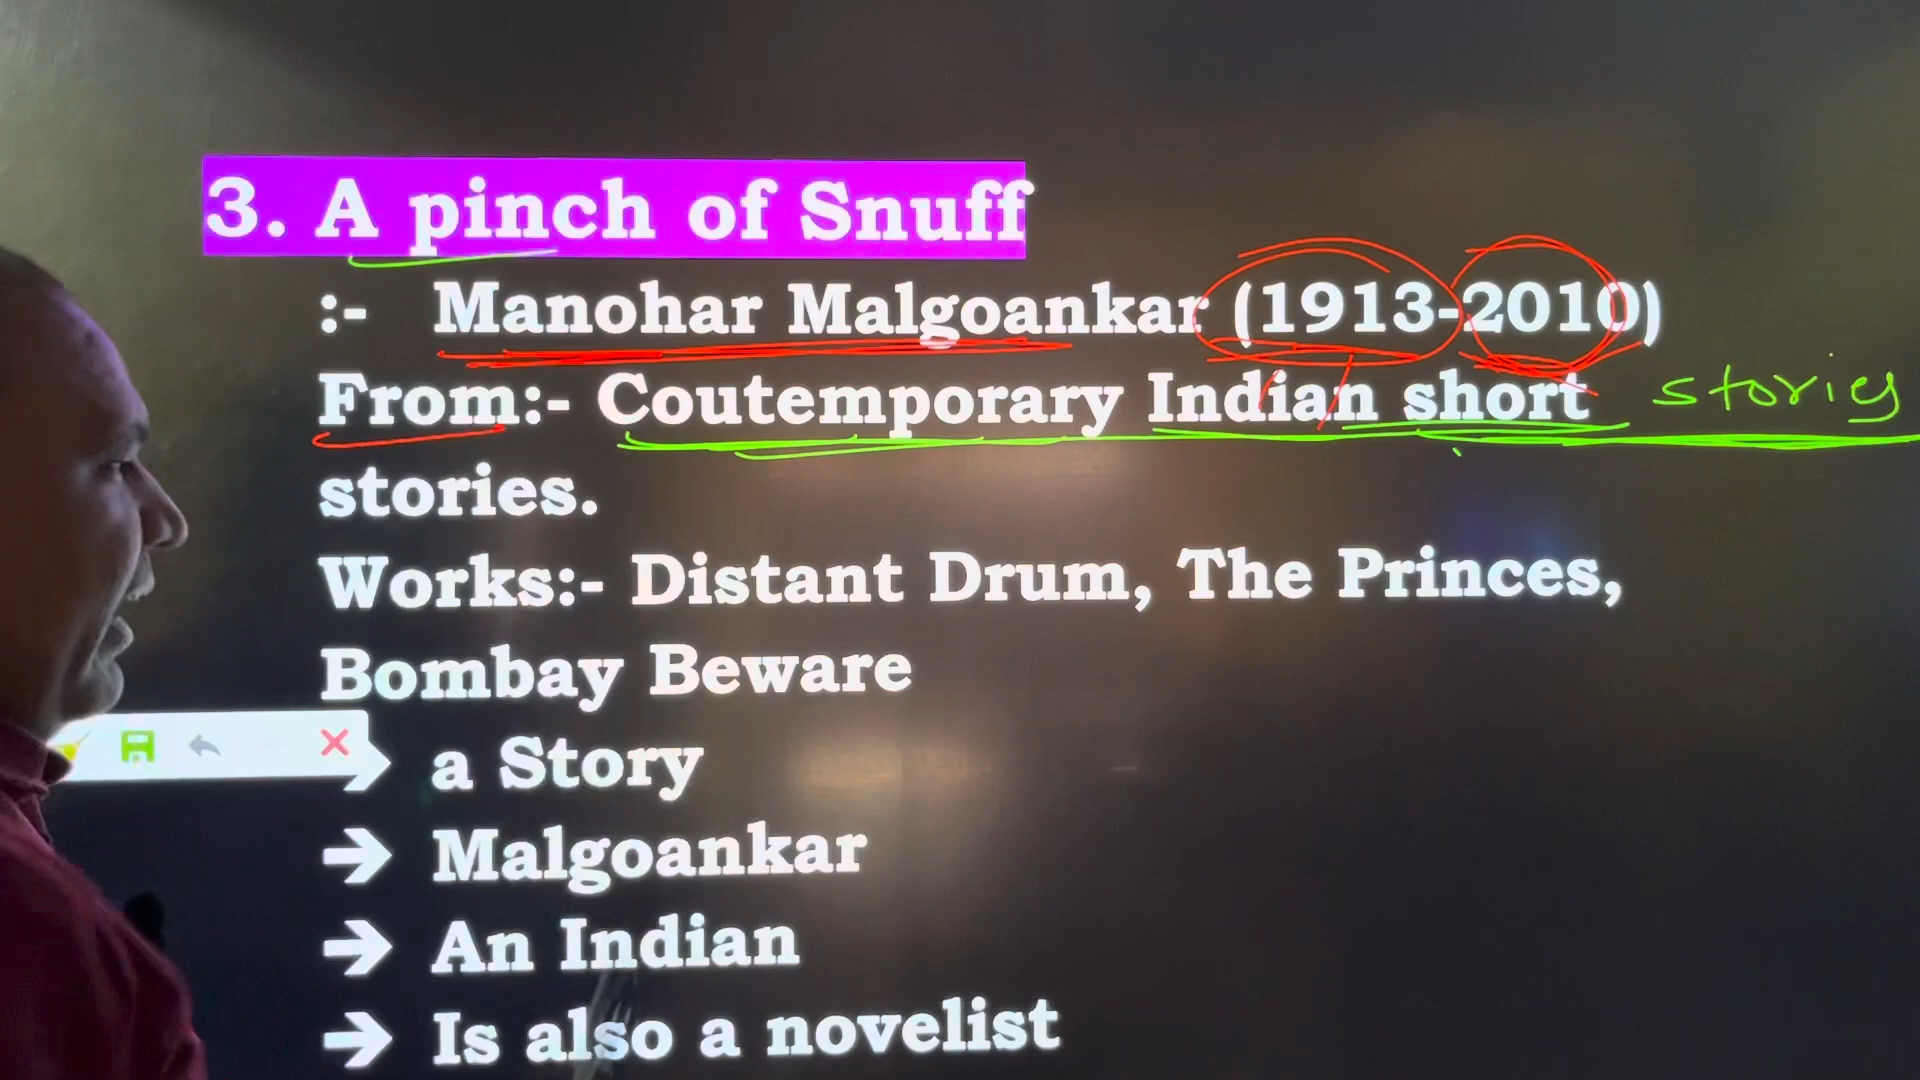 3. A pinch of Snuff
:- Manohar Malgoankar (1913-2010)
From:- Coutemporary Indian short stories
stories.
Works:- Distant Drum, The Princes,
Bombay Beware
→ a Story
→ Malgoankar
→ An Indian
→ Is also a novelist